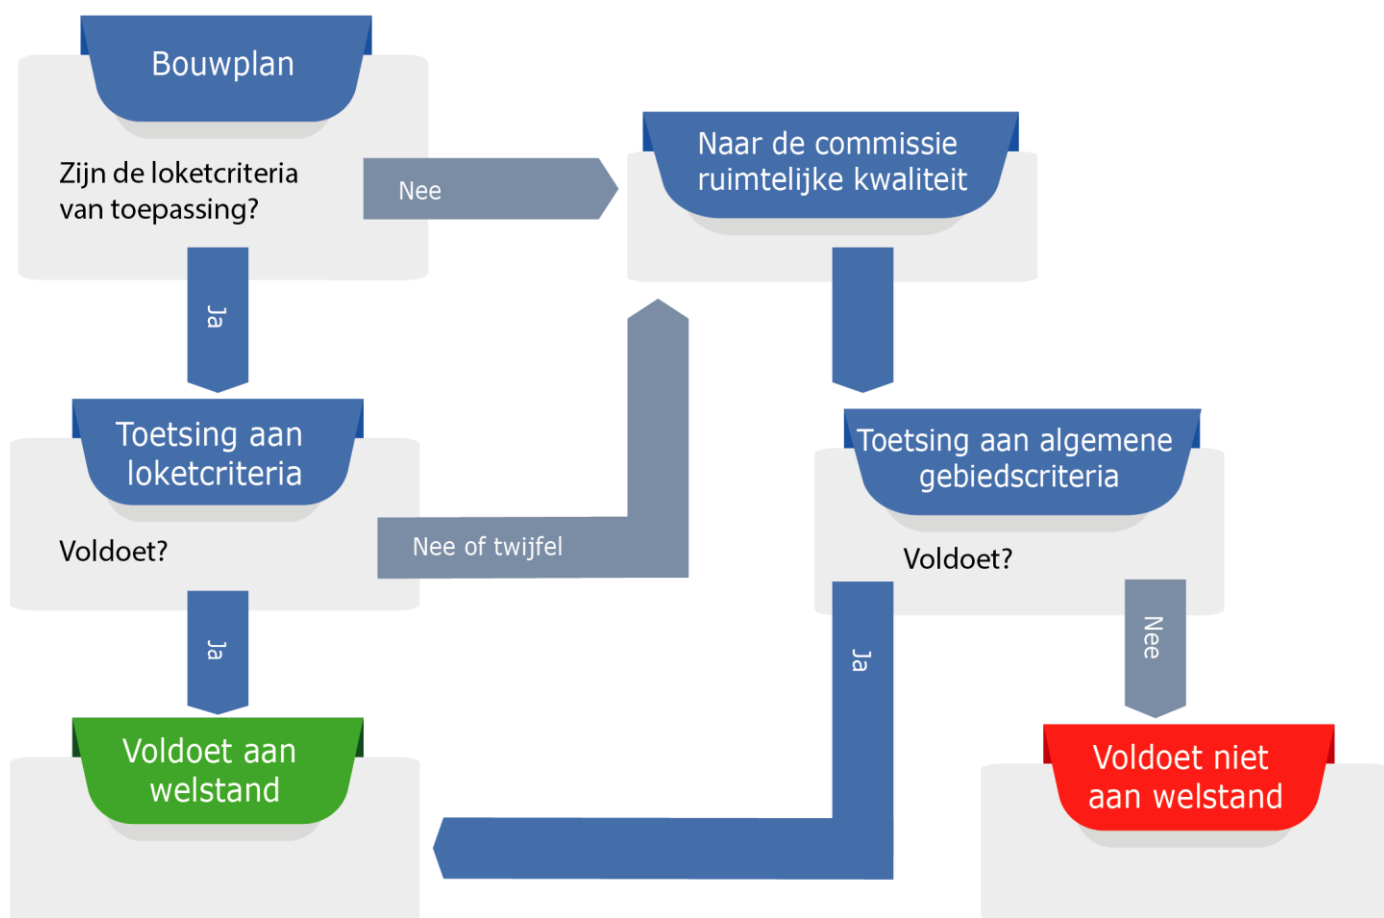 Bouwplan
Zijn de loketcriteria
van toepassing?
Nee
Naar de commissie
ruimtelijke kwaliteit
Ja
Toetsing aan
loketcriteria
Voldoet?
Nee of twijfel
Toetsing aan algemene
gebiedscriteria
Voldoet?
Ja
Ja
Nee
Voldoet aan
welstand
Voldoet niet
aan welstand